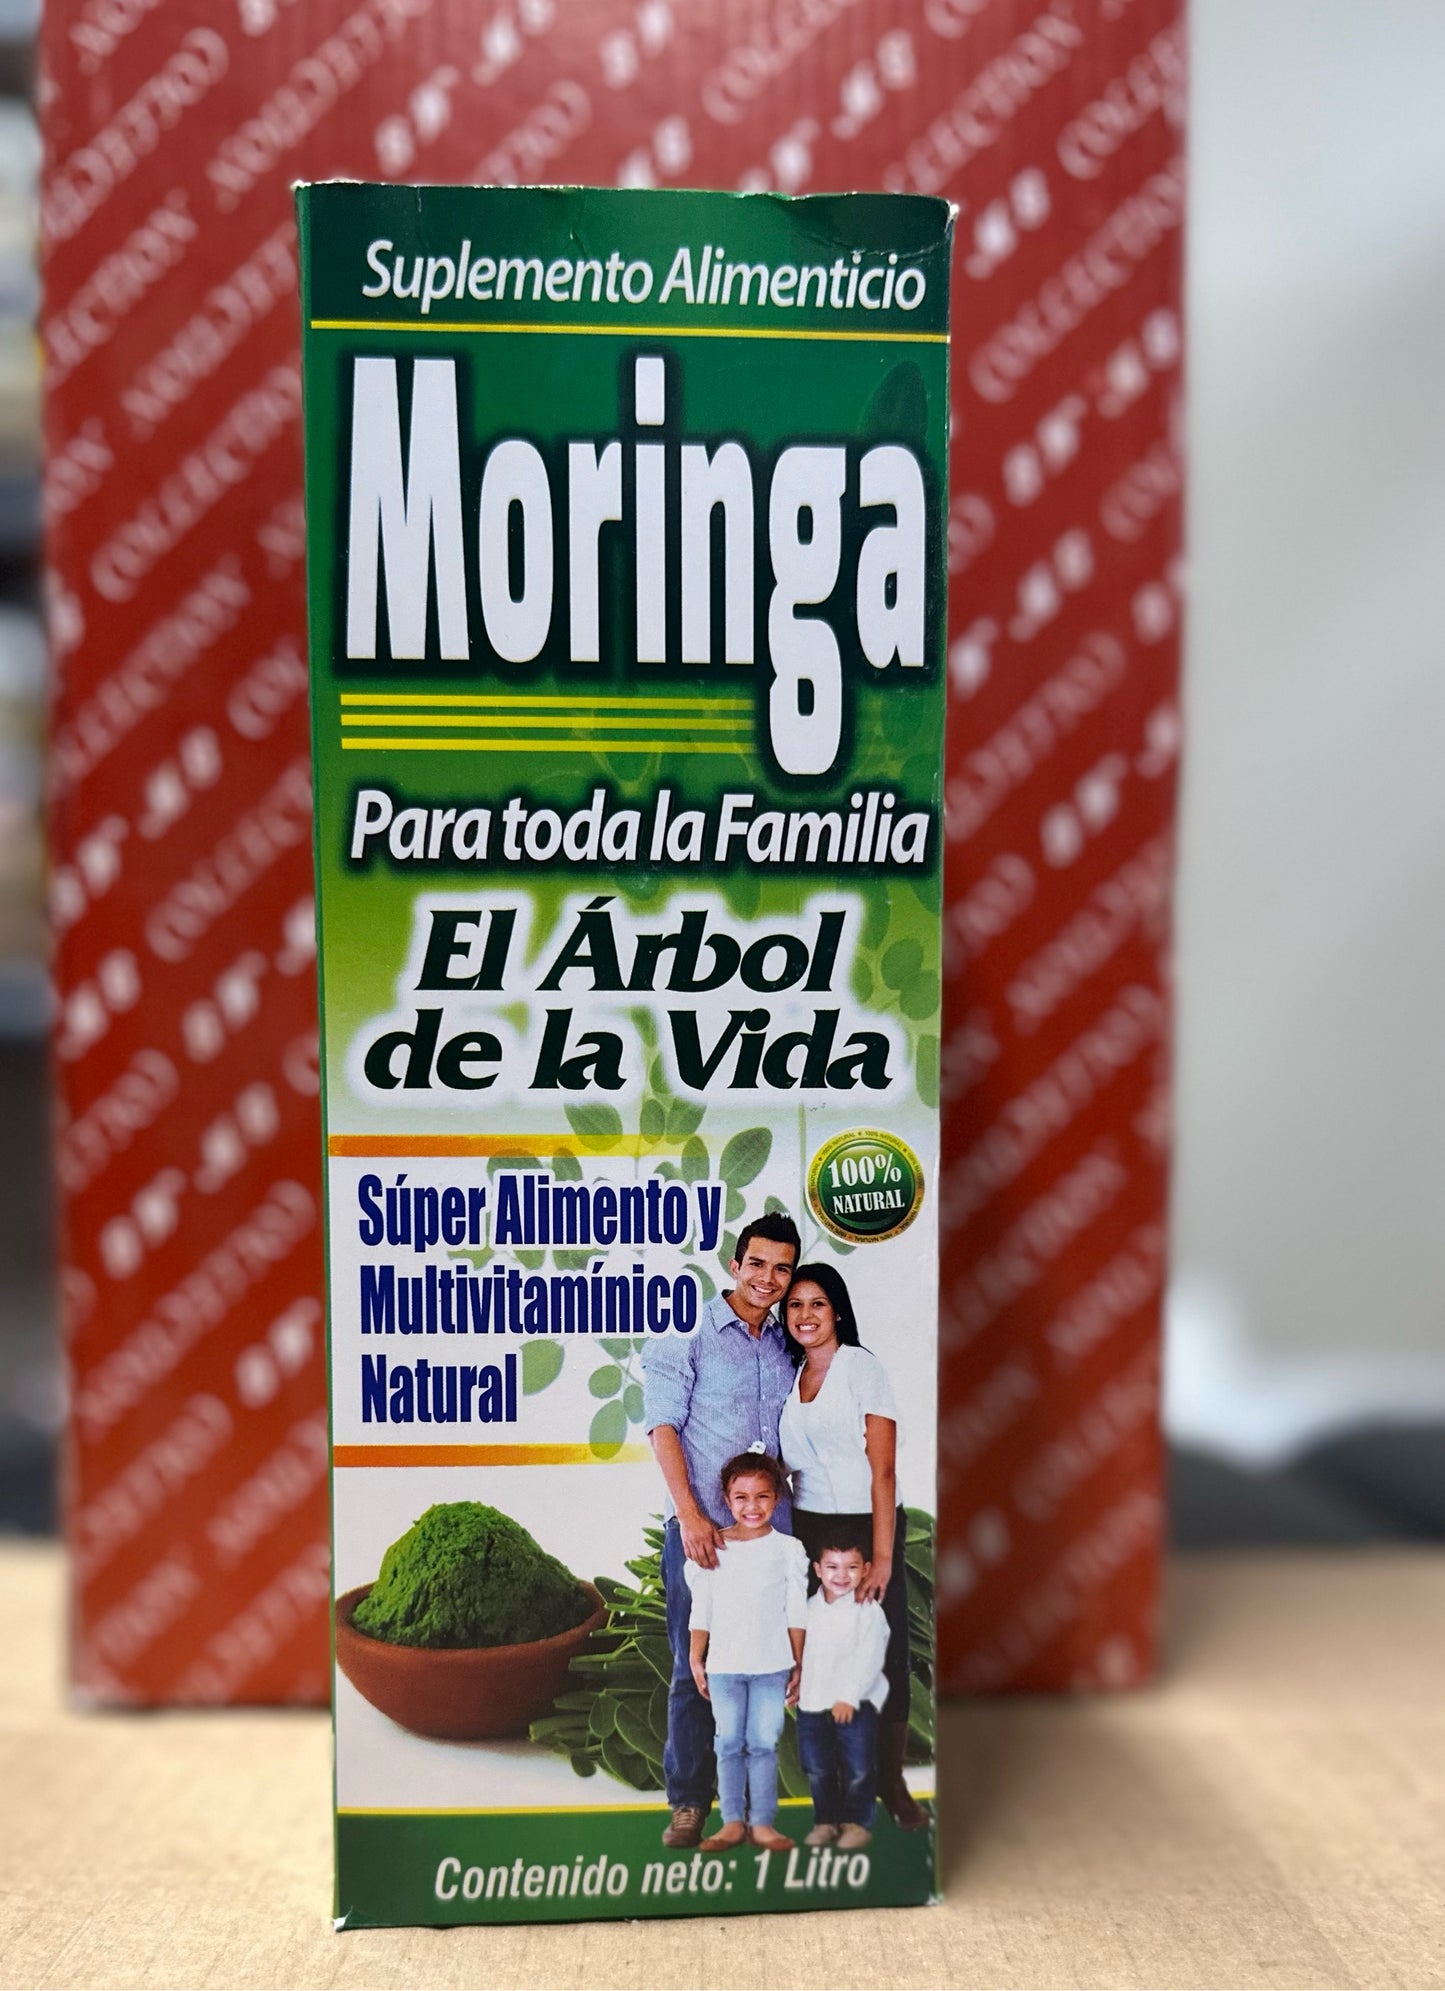 Suplemento Alimenticio
Moringa
Para toda la Familia
El Árbol
de la Vida
100%
NATURAL
Súper Alimento y
Multivitamínico
Natural
Contenido neto: 1 Litro
COLLECTION